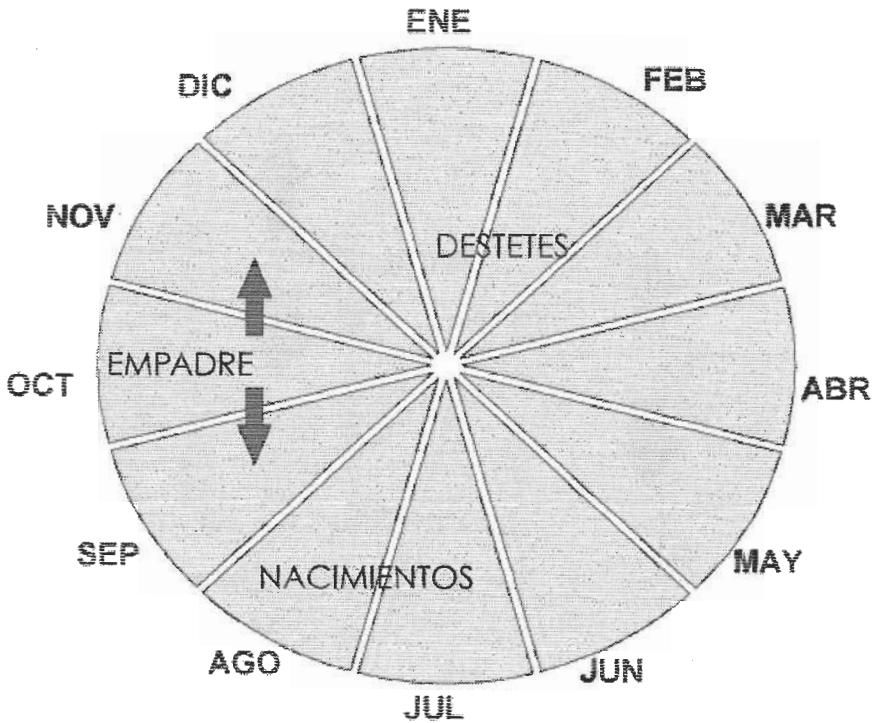 ENE
DIC
FEB
NOV
MAR
DESTETES
EMPADRE
OCT
ABR
SEP
MAY
NACIMIENTOS
AGO
JUN
JUL